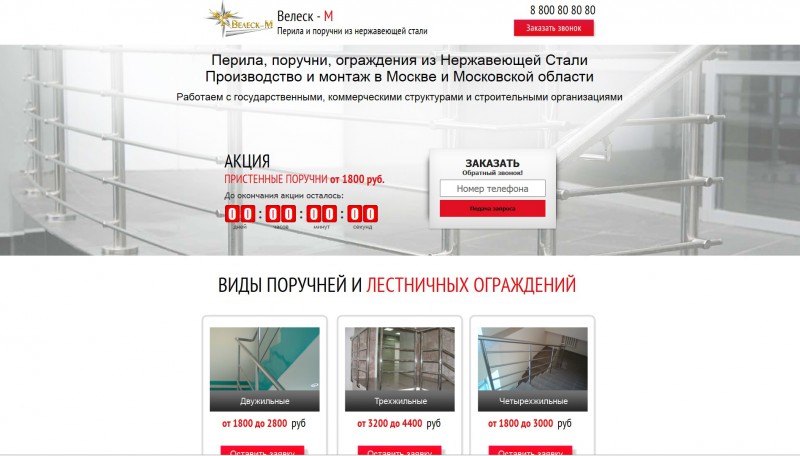 Велеск-М
Велеск - М
Перила и поручни из нержавеющей стали
8 800 80 80 80
Заказать звонок
Перила, поручни, ограждения из Нержавеющей Стали
Производство и монтаж в Москве и Московской области
Работаем с государственными, коммерческими структурами и строительными организациями
АКЦИЯ
ПРИСТЕННЫЕ ПОРУЧНИ от 1800 руб.
До окончания акции осталось:
00:00:00:00
дней часов минут секунд
ЗАКАЗАТЬ
Обратный звонок!
Номер телефона
Подача запроса
ВИДЫ ПОРУЧНЕЙ И ЛЕСТНИЧНЫХ ОГРАЖДЕНИЙ
Двужильные
от 1800 до 2800 руб
Оставить заявку
Трехжильные
от 3200 до 4400 руб
Оставить заявку
Четырехжильные
от 1800 до 3000 руб
Оставить заявку